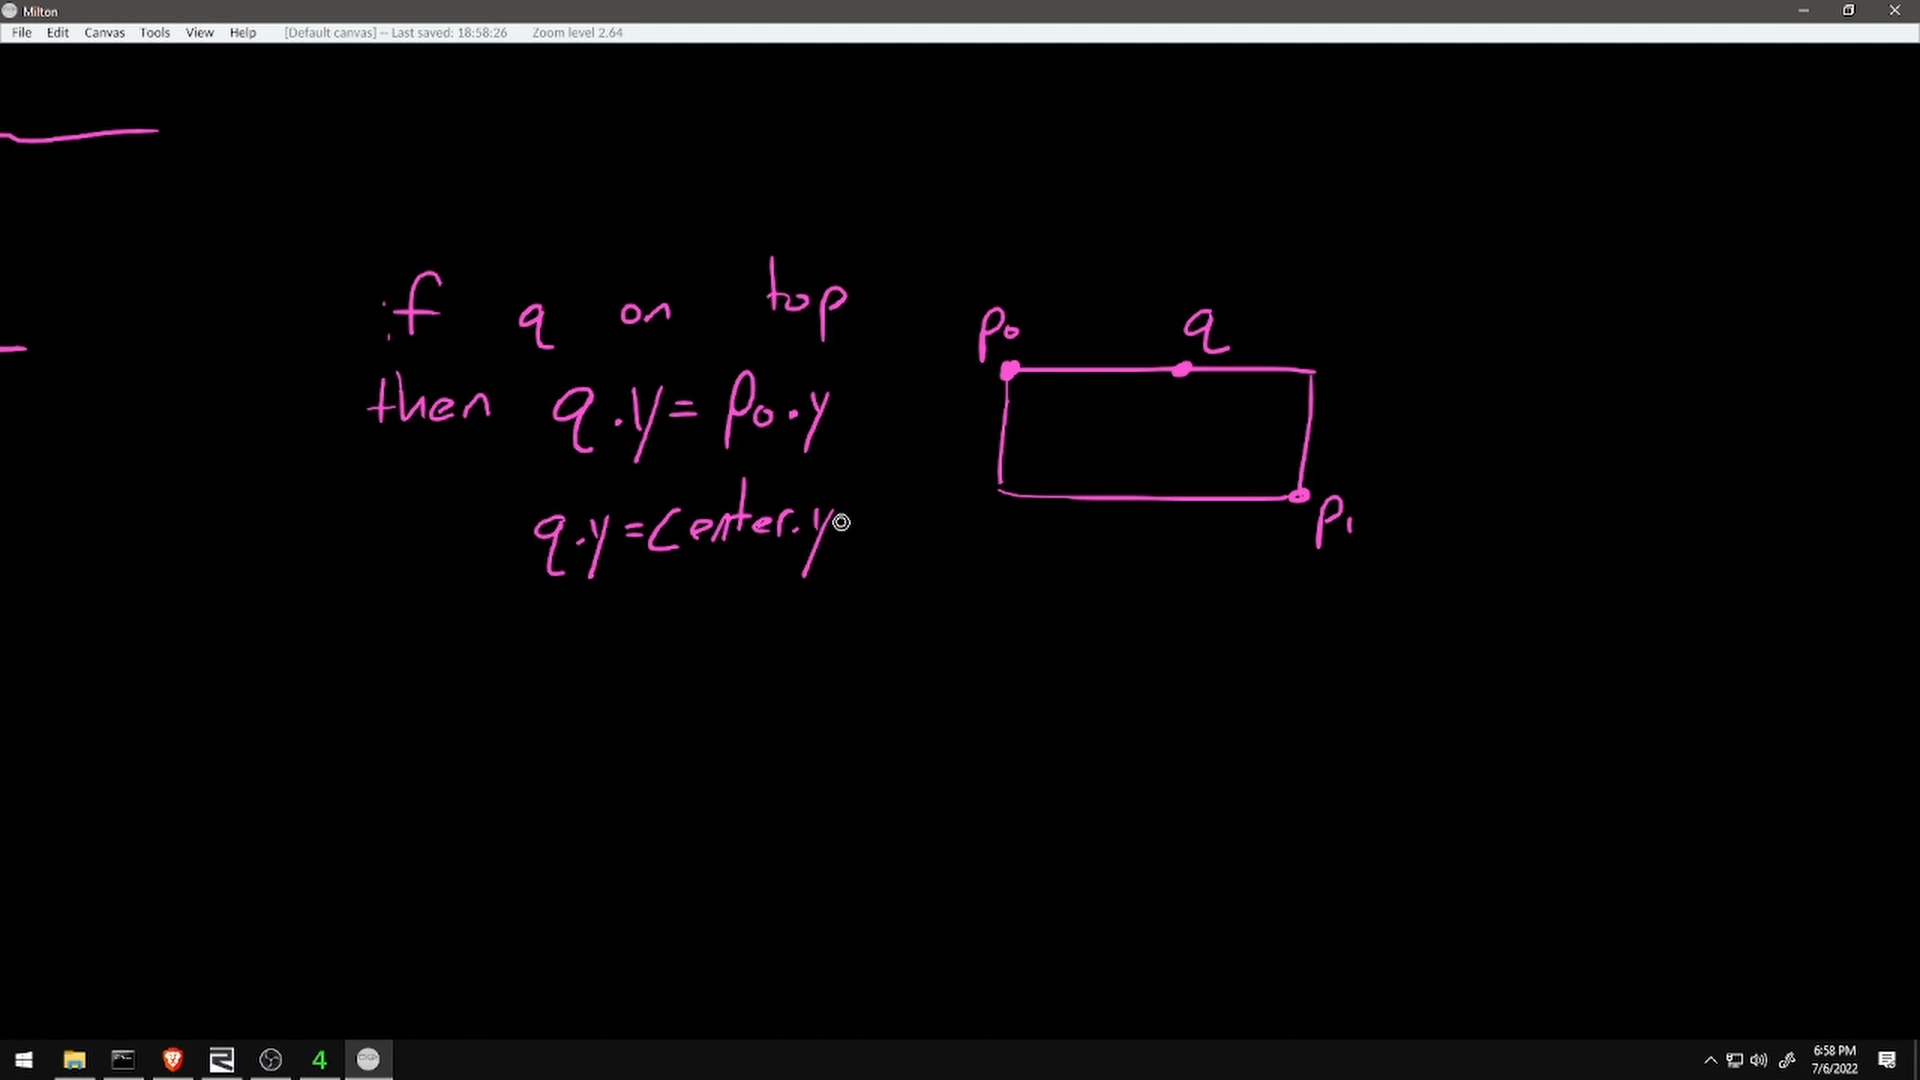 Milton
File Edit Canvas Tools View Help [Default canvas] -- Last saved: 18:58:26 Zoom level 2.64
if q on top
then q.y = p0.y
q.y = center.y
p0 q
p1
4
6:58 PM
7/6/2022